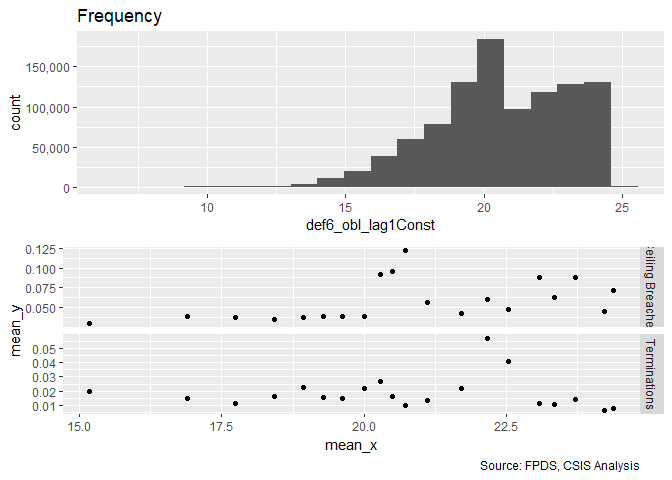 Frequency
150,000
100,000
50,000
0
count
10
15
20
25
def6_obl_lag1Const
0.125
0.100
0.075
0.050
eiling Breache
mean_y
0.05
0.04
0.03
0.02
0.01
Terminations
15.0
17.5
20.0
22.5
mean_x
Source: FPDS, CSIS Analysis